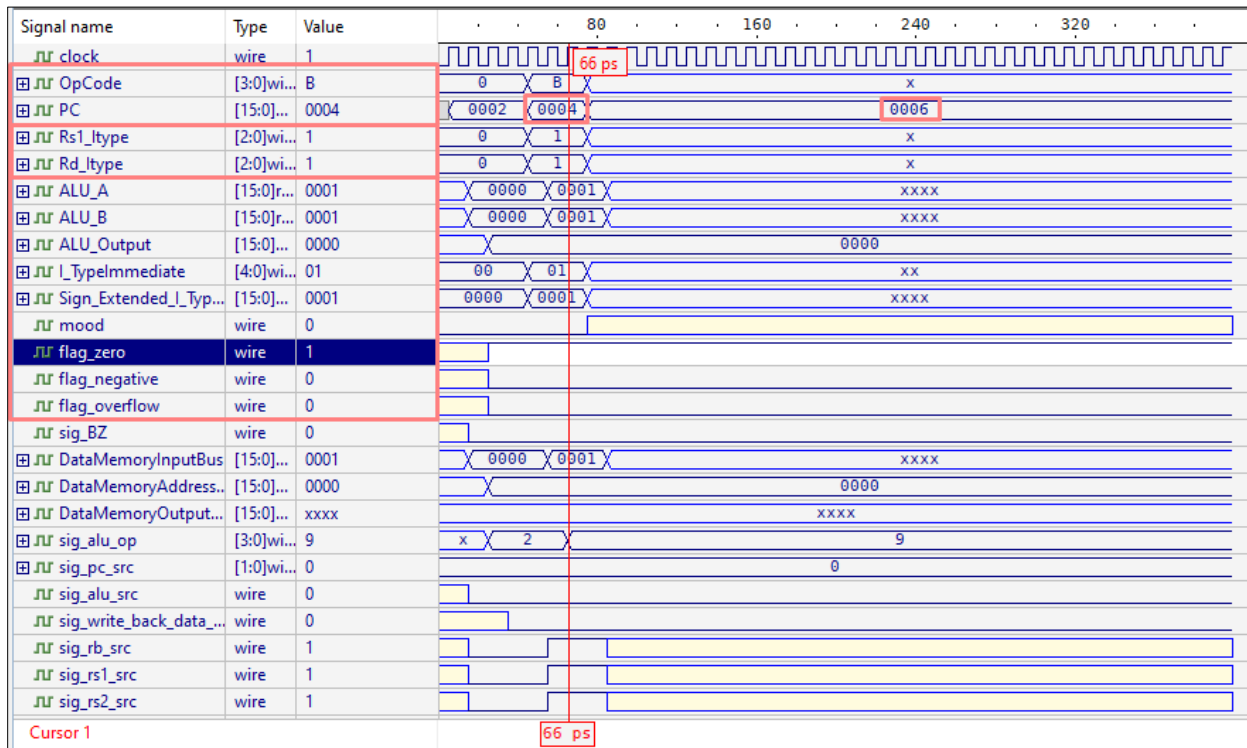 Signal name Type Value 80 160 240 320
clock wire 1 66 ps
OpCode [3:0]wi... B 0 B x
PC [15:0]... 0004 0002 0004 0006
Rs1_Itype [2:0]wi... 1 0 1 x
Rd_Itype [2:0]wi... 1 0 1 x
ALU_A [15:0]r... 0001 0000 0001 xxxx
ALU_B [15:0]r... 0001 0000 0001 xxxx
ALU_Output [15:0]... 0000 0000
I_TypeImmediate [4:0]wi... 01 00 01 xx
Sign_Extended_I_Typ... [15:0]... 0001 0000 0001 xxxx
mood wire 0
flag_zero wire 1
flag_negative wire 0
flag_overflow wire 0
sig_BZ wire 0
DataMemoryInputBus [15:0]... 0001 0000 0001 xxxx
DataMemoryAddress... [15:0]... 0000 0000
DataMemoryOutput... [15:0]... xxxx xxxx
sig_alu_op [3:0]wi... 9 x 2 9
sig_pc_src [1:0]wi... 0 0
sig_alu_src wire 0
sig_write_back_data_... wire 0
sig_rb_src wire 1
sig_rs1_src wire 1
sig_rs2_src wire 1
Cursor 1 66 ps